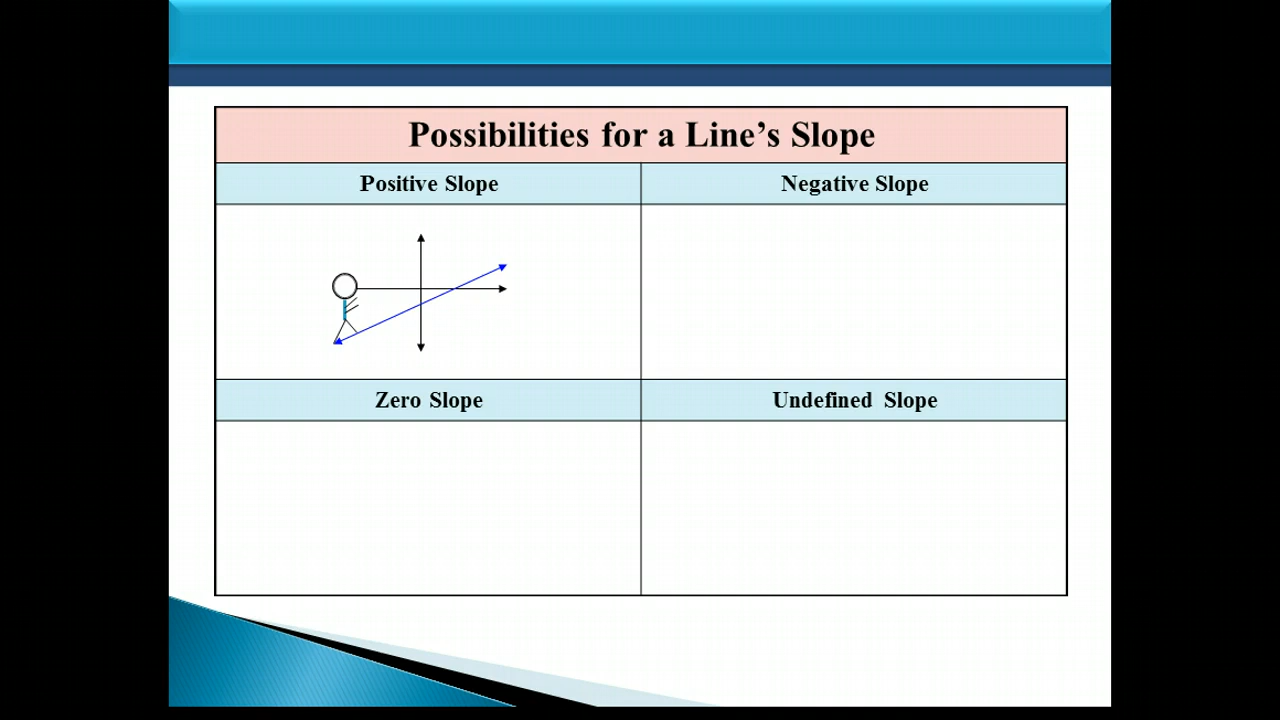 Possibilities for a Line’s Slope
Positive Slope
Negative Slope
Zero Slope
Undefined Slope